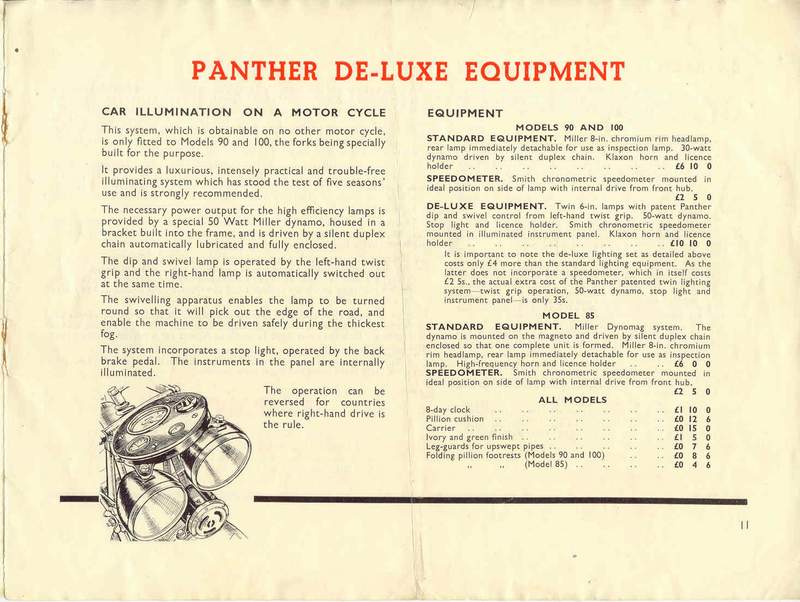 PANTHER DE-LUXE EQUIPMENT
CAR ILLUMINATION ON A MOTOR CYCLE
This system, which is obtainable on no other motor cycle,
is only fitted to Models 90 and 100, the forks being specially
built for the purpose.
It provides a luxurious, intensely practical and trouble-free
illuminating system which has stood the test of five seasons'
use and is strongly recommended.
The necessary power output for the high efficiency lamps is
provided by a special 50 Watt Miller dynamo, housed in a
bracket built into the frame, and is driven by a silent duplex
chain automatically lubricated and fully enclosed.
The dip and swivel lamp is operated by the left-hand twist
grip and the right-hand lamp is automatically switched out
at the same time.
The swivelling apparatus enables the lamp to be turned
round so that it will pick out the edge of the road, and
enable the machine to be driven safely during the thickest
fog.
The system incorporates a stop light, operated by the back
brake pedal. The instruments in the panel are internally
illuminated.
The operation can be
reversed for countries
where right-hand drive is
the rule.
EQUIPMENT
MODELS 90 AND 100
STANDARD EQUIPMENT. Miller 8-in. chromium rim headlamp,
rear lamp immediately detachable for use as inspection lamp. 30-watt
dynamo driven by silent duplex chain. Klaxon horn and licence
holder .. .. .. .. .. .. .. £6 10 0
SPEEDOMETER. Smith chronometric speedometer mounted in
ideal position on side of lamp with internal drive from front hub.
£2 5 0
DE-LUXE EQUIPMENT. Twin 6-in. lamps with patent Panther
dip and swivel control from left-hand twist grip. 50-watt dynamo.
Stop light and licence holder. Smith chronometric speedometer
mounted in illuminated instrument panel. Klaxon horn and licence
holder .. .. .. .. .. .. .. £10 10 0
It is important to note the de-luxe lighting set as detailed above
costs only £4 more than the standard lighting equipment. As the
latter does not incorporate a speedometer, which in itself costs
£2 5s., the actual extra cost of the Panther patented twin lighting
system—twist grip operation, 50-watt dynamo, stop light and
instrument panel—is only 35s.
MODEL 85
STANDARD EQUIPMENT. Miller Dynomag system. The
dynamo is mounted on the magneto and driven by silent duplex chain
enclosed so that one complete unit is formed. Miller 8-in. chromium
rim headlamp, rear lamp immediately detachable for use as inspection
lamp. High-frequency horn and licence holder .. .. £6 0 0
SPEEDOMETER. Smith chronometric speedometer mounted in
ideal position on side of lamp with internal drive from front hub.
£2 5 0
ALL MODELS
8-day clock .. .. .. .. .. £1 10 0
Pillion cushion .. .. .. .. .. £0 12 6
Carrier .. .. .. .. .. .. £0 15 0
Ivory and green finish .. .. .. .. £1 5 0
Leg-guards for upswept pipes .. .. .. .. £0 7 6
Folding pillion footrests (Models 90 and 100) .. .. £0 8 6
„ „ (Model 85) .. .. .. .. £0 4 6
11